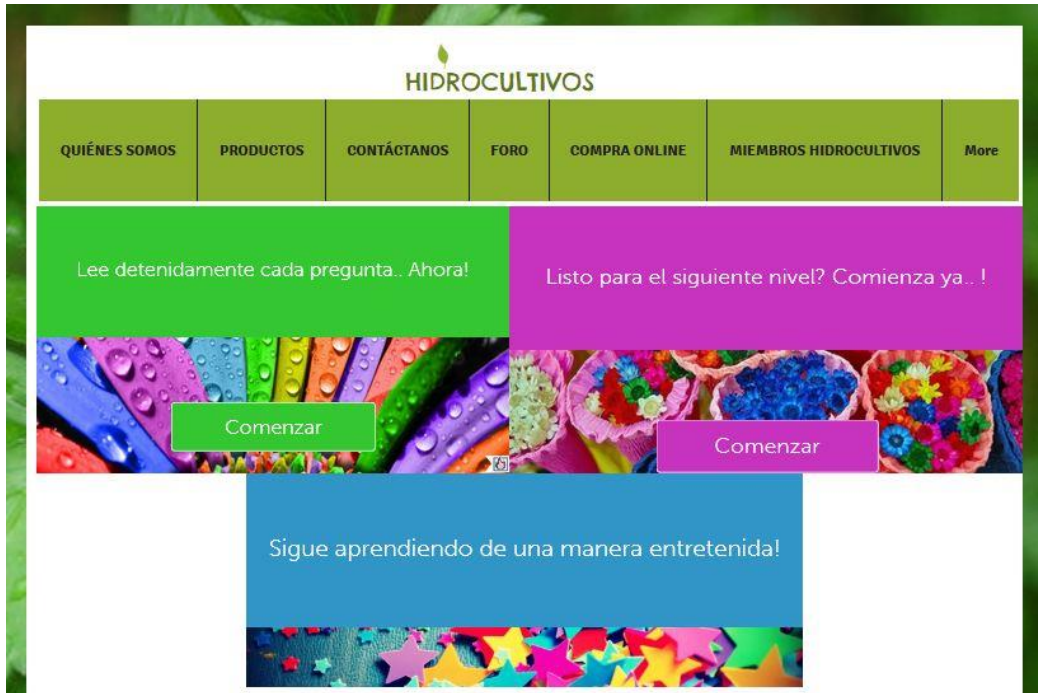 HIDROCULTIVOS
QUIÉNES SOMOS PRODUCTOS CONTÁCTANOS FORO COMPRA ONLINE MIEMBROS HIDROCULTIVOS More
Lee detenidamente cada pregunta.. Ahora!
Comenzar
Listo para el siguiente nivel? Comienza ya.. !
Comenzar
Sigue aprendiendo de una manera entretenida!